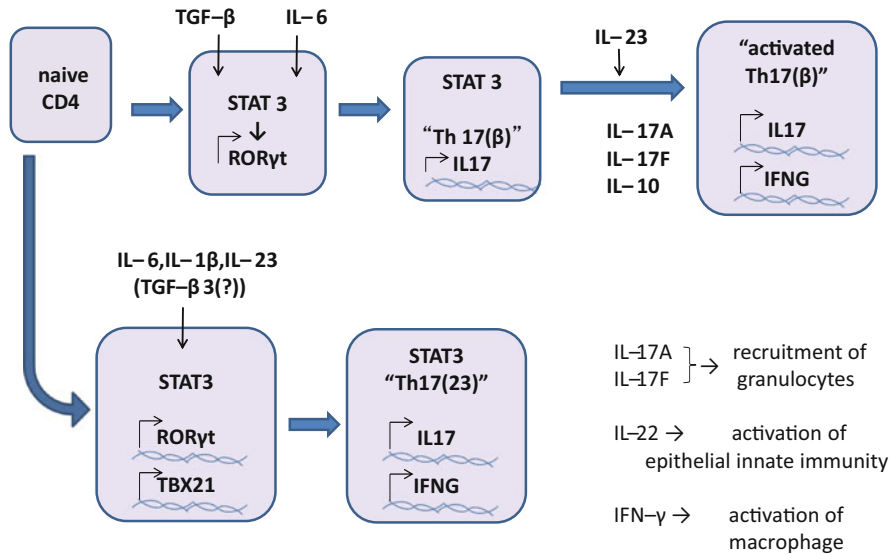 TGF–β
IL–6
naive
CD4
STAT 3
RORγt
STAT 3
“Th 17(β)”
IL17
IL–23
IL–17A
IL–17F
IL–10
“activated
Th17(β)”
IL17
IFNG
IL–6,IL–1β,IL–23
(TGF–β 3(?))
STAT3
RORγt
TBX21
STAT3
“Th17(23)”
IL17
IFNG
IL–17A
IL–17F
→ recruitment of
granulocytes
IL–22 → activation of
epithelial innate immunity
IFN–γ → activation of
macrophage